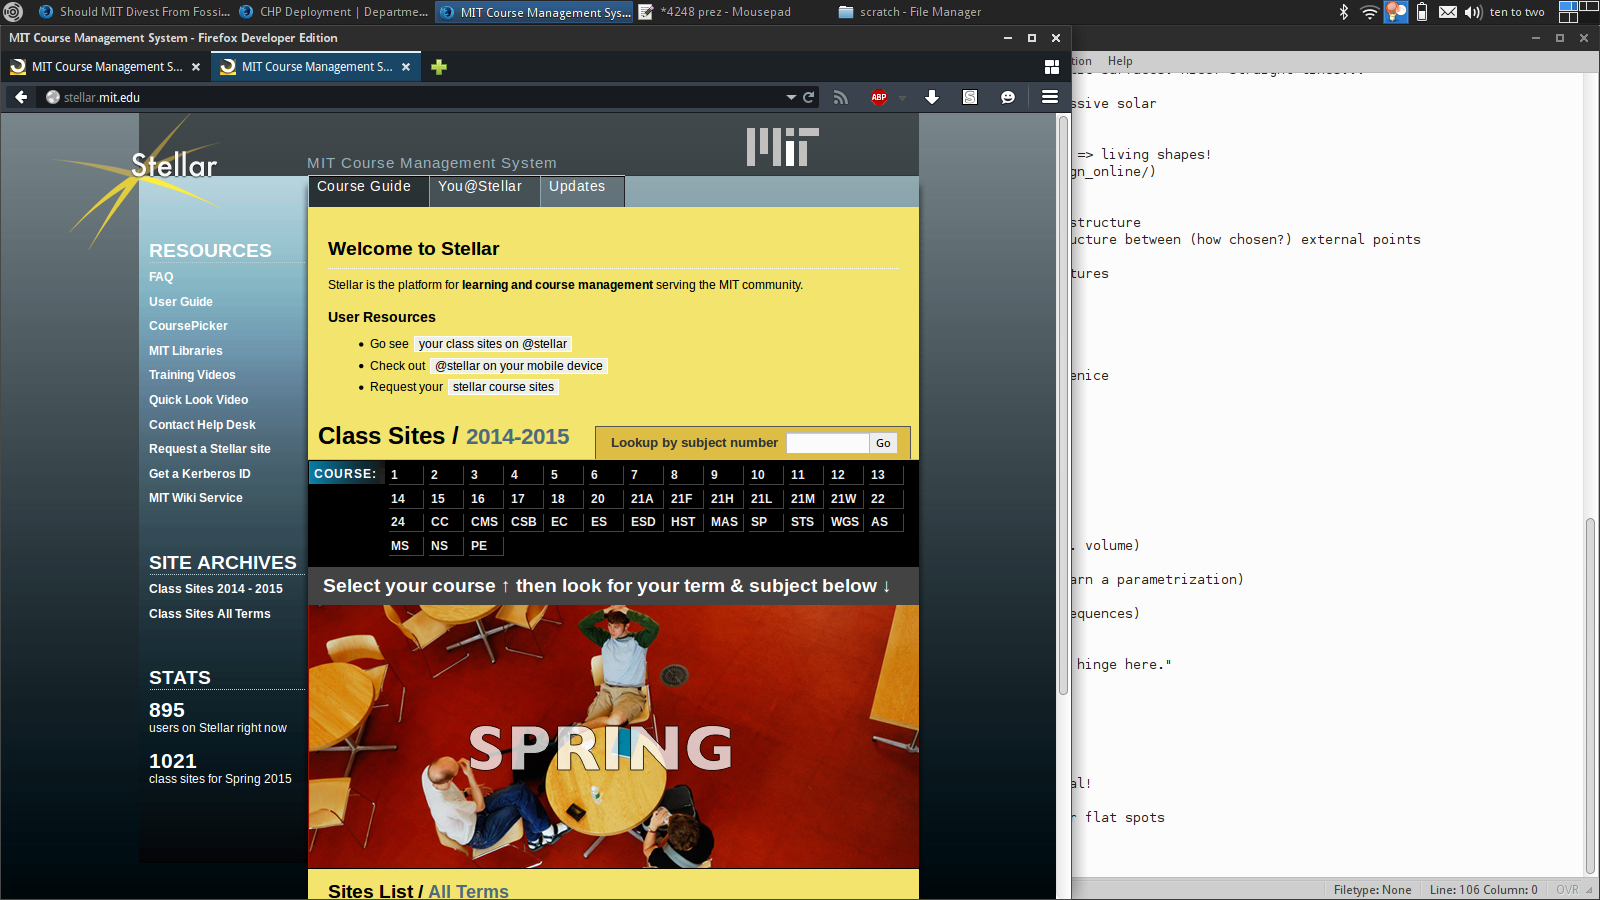 Should MIT Divest From Fossi...
CHP Deployment | Departme...
MIT Course Management Sys...
*4248 prez - Mousepad
scratch - File Manager
ten to two
MIT Course Management System - Firefox Developer Edition
MIT Course Management S...
MIT Course Management S...
stellar.mit.edu
ABP
S
Stellar
MIT Course Management System
MIT
Course Guide
You@Stellar
Updates
RESOURCES
FAQ
User Guide
CoursePicker
MIT Libraries
Training Videos
Quick Look Video
Contact Help Desk
Request a Stellar site
Get a Kerberos ID
MIT Wiki Service
SITE ARCHIVES
Class Sites 2014 - 2015
Class Sites All Terms
STATS
895
users on Stellar right now
1021
class sites for Spring 2015
Welcome to Stellar
Stellar is the platform for learning and course management serving the MIT community.
User Resources
• Go see your class sites on @stellar
• Check out @stellar on your mobile device
• Request your stellar course sites
Class Sites / 2014-2015
Lookup by subject number Go
COURSE: 1 2 3 4 5 6 7 8 9 10 11 12 13
14 15 16 17 18 20 21A 21F 21H 21L 21M 21W 22
24 CC CMS CSB EC ES ESD HST MAS SP STS WGS AS
MS NS PE
Select your course ↑ then look for your term & subject below ↓
SPRING
Sites List / All Terms
tion Help
ssive solar
=> living shapes!
gn_online/)
structure
ucture between (how chosen?) external points
tures
enice
. volume)
arn a parametrization)
equences)
hinge here."
al!
r flat spots
Filetype: None Line: 106 Column: 0 OVR